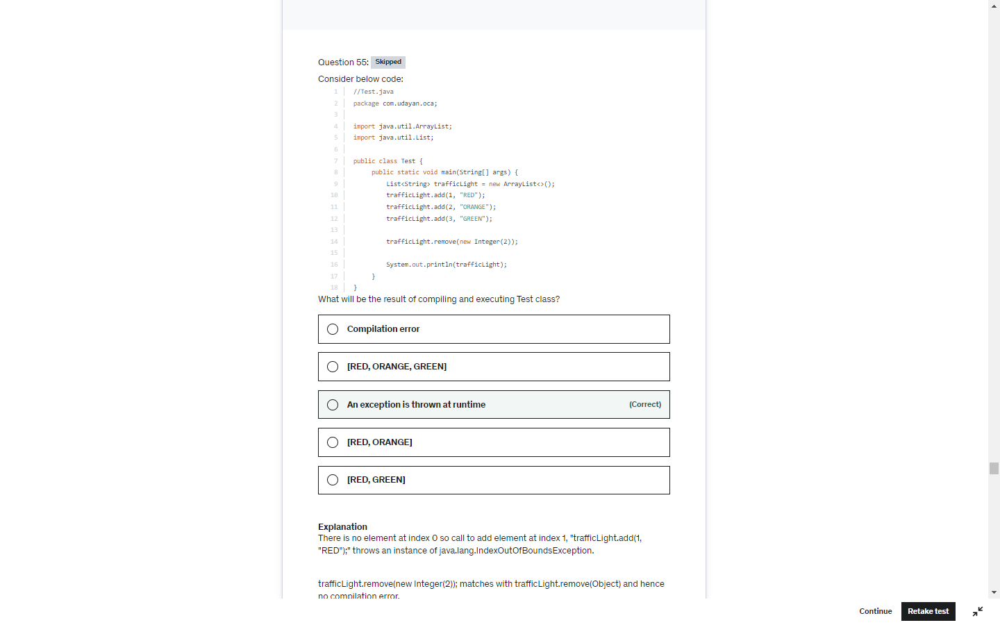 Question 55: Skipped
Consider below code:
1 //Test.java
2 package com.udayan.oca;
3
4 import java.util.ArrayList;
5 import java.util.List;
6
7 public class Test {
8 public static void main(String[] args) {
9 List<String> trafficLight = new ArrayList<>();
10 trafficLight.add(1, "RED");
11 trafficLight.add(2, "ORANGE");
12 trafficLight.add(3, "GREEN");
13
14 trafficLight.remove(new Integer(2));
15
16 System.out.println(trafficLight);
17 }
18 }
What will be the result of compiling and executing Test class?
Compilation error
[RED, ORANGE, GREEN]
An exception is thrown at runtime (Correct)
[RED, ORANGE]
[RED, GREEN]
Explanation
There is no element at index 0 so call to add element at index 1, "trafficLight.add(1,
"RED");" throws an instance of java.lang.IndexOutOfBoundsException.
trafficLight.remove(new Integer(2)); matches with trafficLight.remove(Object) and hence
no compilation error.
Continue Retake test